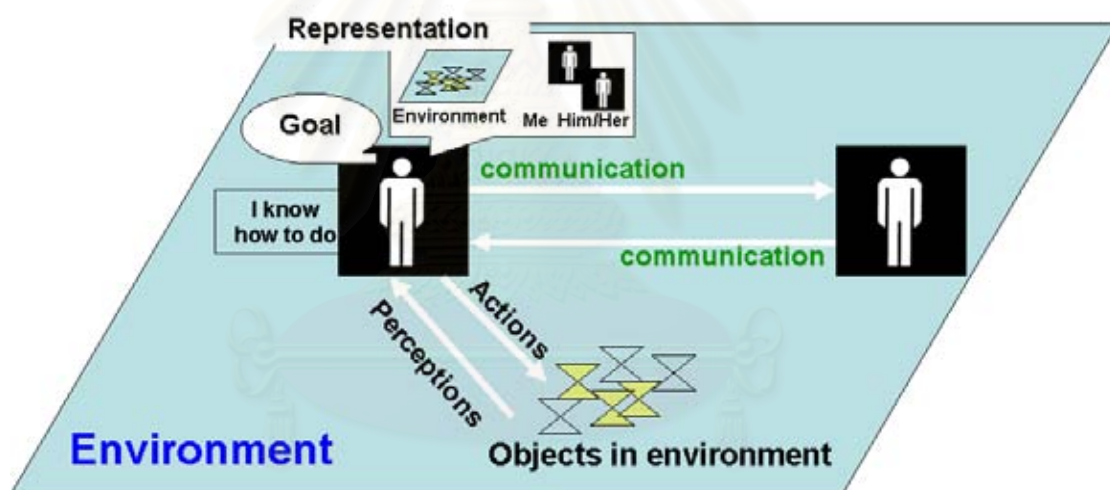 Representation
Environment
Me Him/Her
Goal
communication
I know
how to do
communication
Actions
Perceptions
Environment
Objects in environment